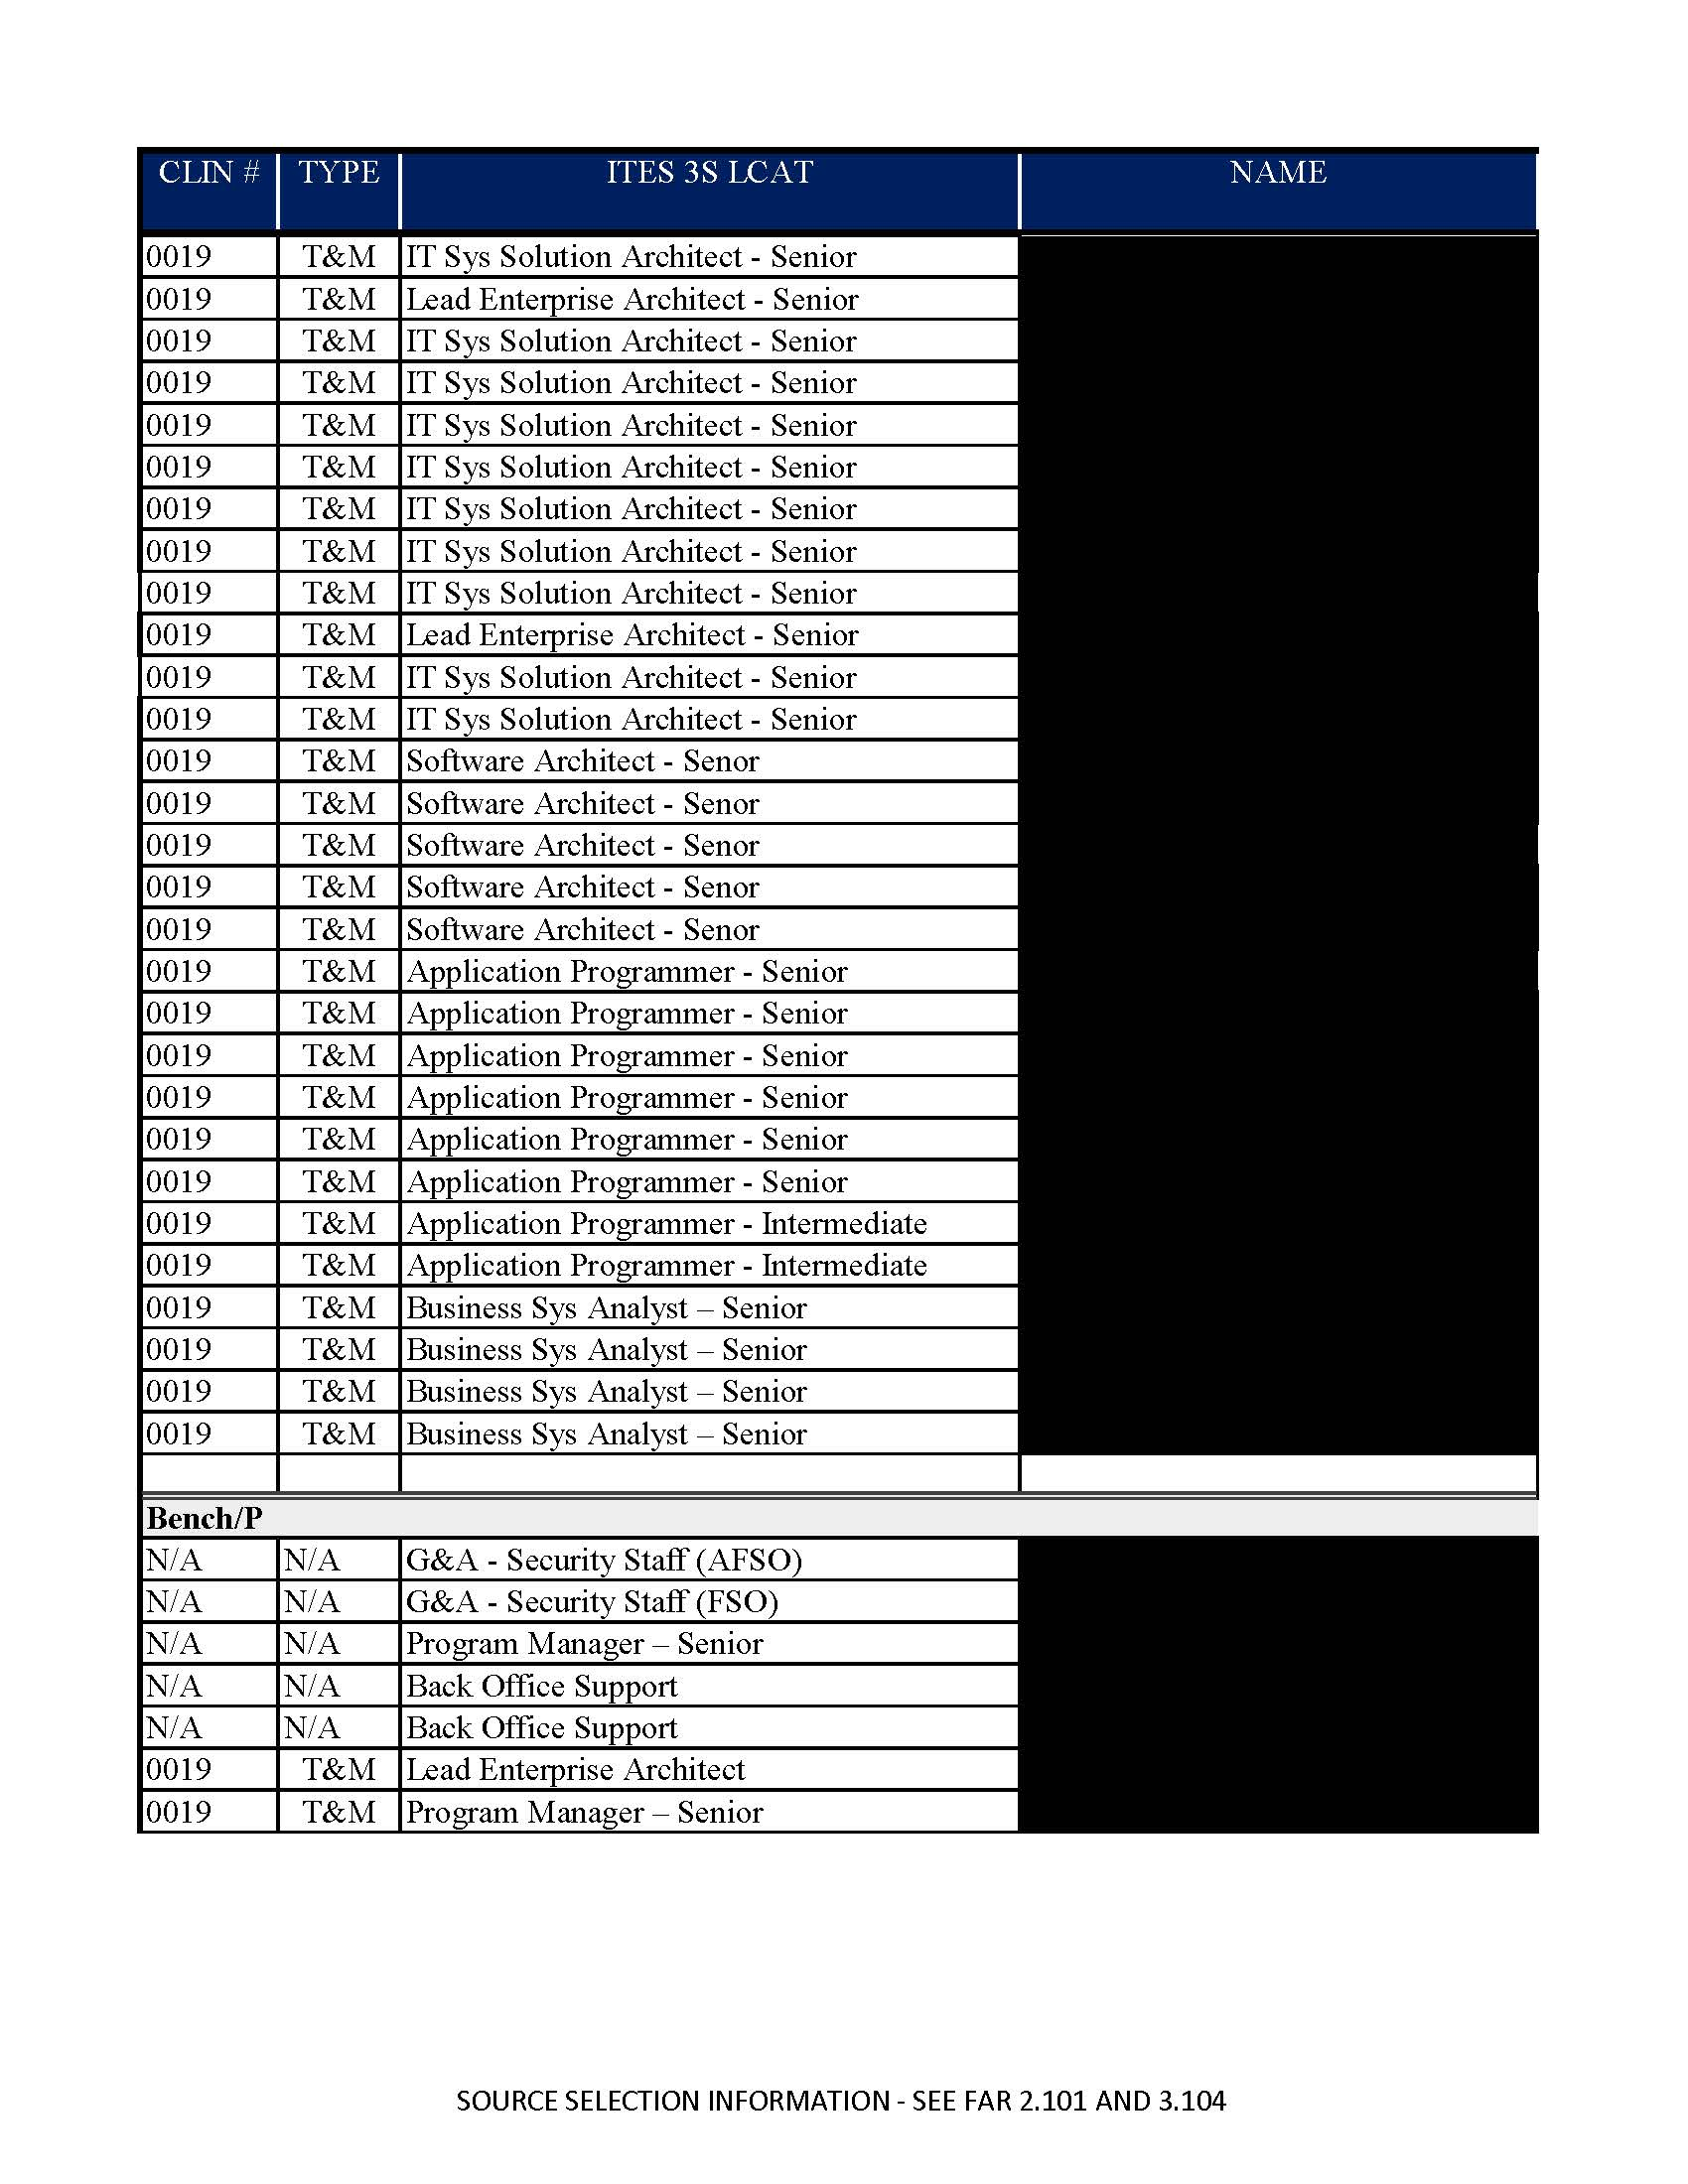 CLIN # TYPE ITES 3S LCAT NAME
0019 T&M IT Sys Solution Architect - Senior
0019 T&M Lead Enterprise Architect - Senior
0019 T&M IT Sys Solution Architect - Senior
0019 T&M IT Sys Solution Architect - Senior
0019 T&M IT Sys Solution Architect - Senior
0019 T&M IT Sys Solution Architect - Senior
0019 T&M IT Sys Solution Architect - Senior
0019 T&M IT Sys Solution Architect - Senior
0019 T&M IT Sys Solution Architect - Senior
0019 T&M Lead Enterprise Architect - Senior
0019 T&M IT Sys Solution Architect - Senior
0019 T&M IT Sys Solution Architect - Senior
0019 T&M Software Architect - Senor
0019 T&M Software Architect - Senor
0019 T&M Software Architect - Senor
0019 T&M Software Architect - Senor
0019 T&M Software Architect - Senor
0019 T&M Application Programmer - Senior
0019 T&M Application Programmer - Senior
0019 T&M Application Programmer - Senior
0019 T&M Application Programmer - Senior
0019 T&M Application Programmer - Senior
0019 T&M Application Programmer - Senior
0019 T&M Application Programmer - Intermediate
0019 T&M Application Programmer - Intermediate
0019 T&M Business Sys Analyst – Senior
0019 T&M Business Sys Analyst – Senior
0019 T&M Business Sys Analyst – Senior
0019 T&M Business Sys Analyst – Senior
Bench/P
N/A N/A G&A - Security Staff (AFSO)
N/A N/A G&A - Security Staff (FSO)
N/A N/A Program Manager – Senior
N/A N/A Back Office Support
N/A N/A Back Office Support
0019 T&M Lead Enterprise Architect
0019 T&M Program Manager – Senior
SOURCE SELECTION INFORMATION - SEE FAR 2.101 AND 3.104